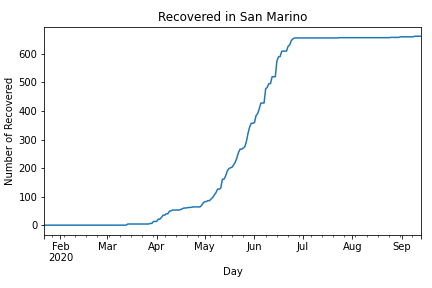 Recovered in San Marino
Number of Recovered
600
500
400
300
200
100
0
Feb Mar Apr May Jun Jul Aug Sep
2020
Day